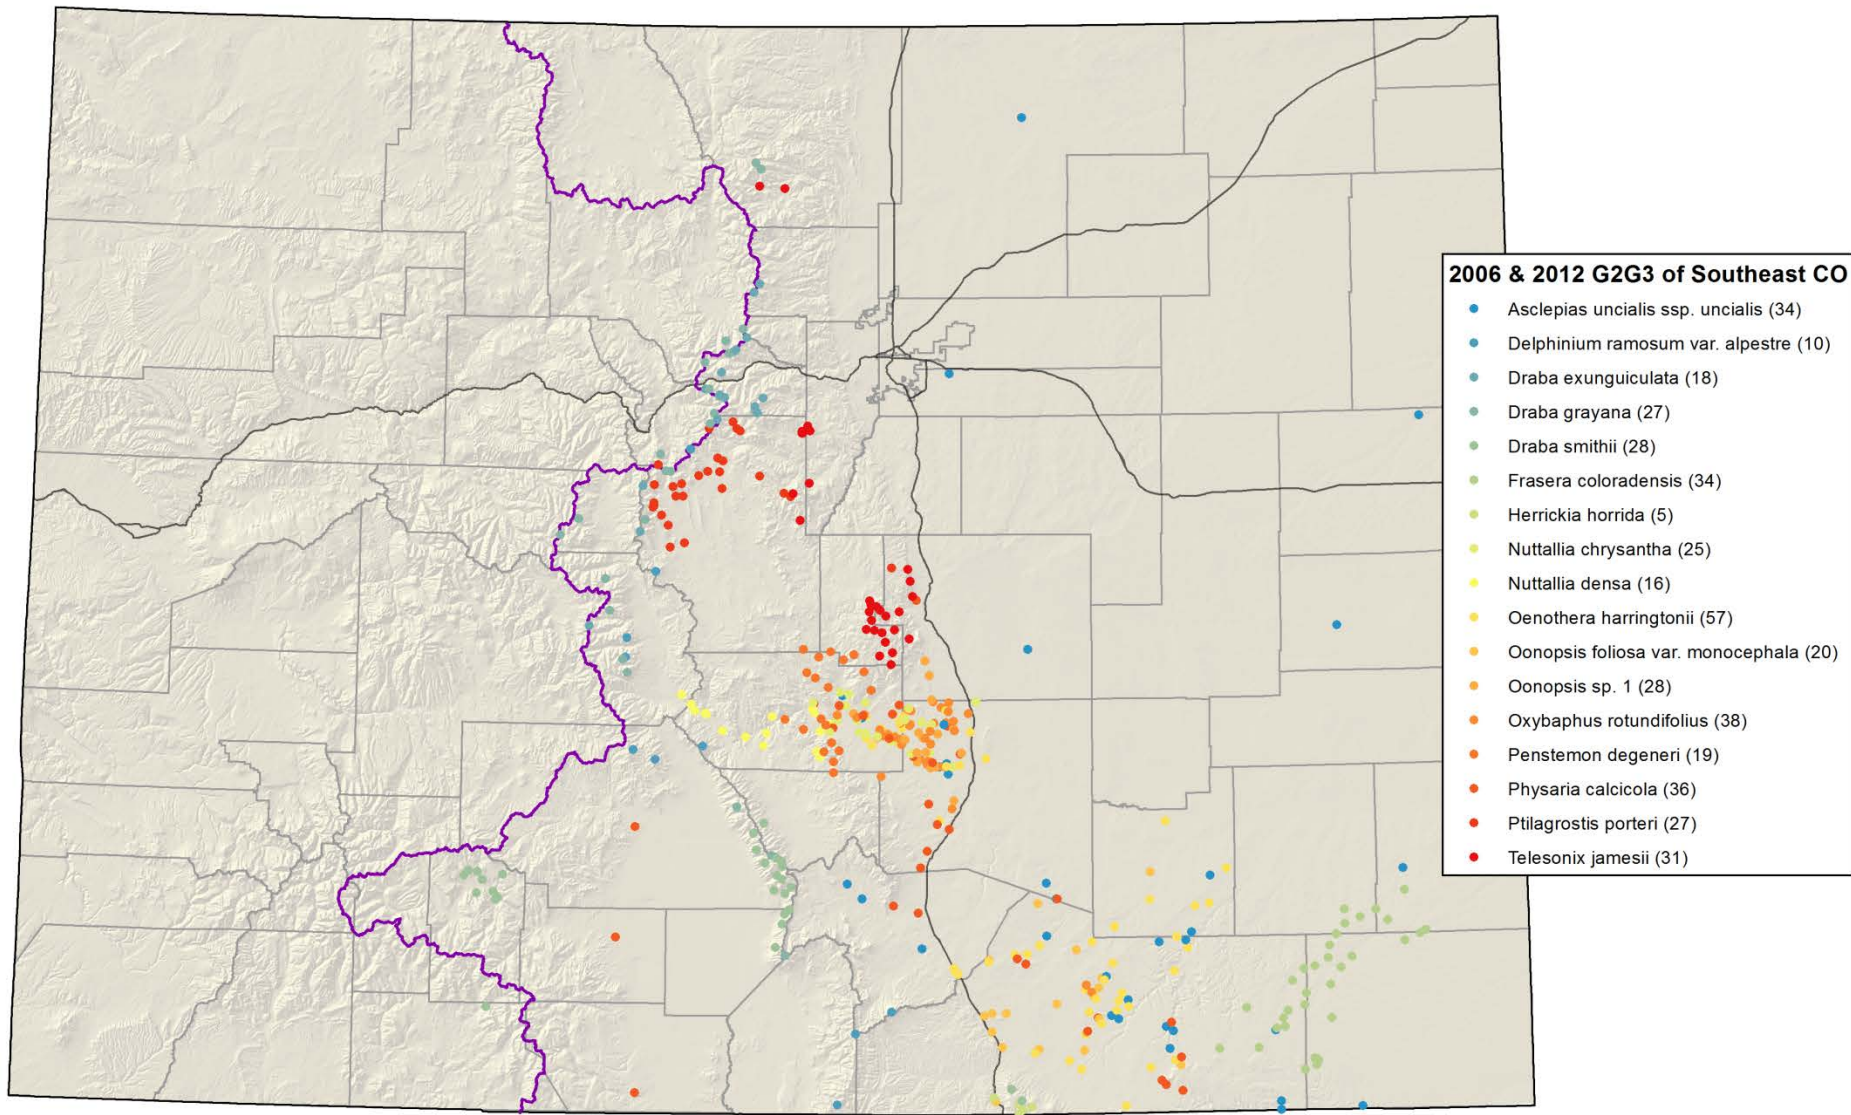 2006 & 2012 G2G3 of Southeast CO
Asclepias uncialis ssp. uncialis (34)
Delphinium ramosum var. alpestre (10)
Draba exunguiculata (18)
Draba grayana (27)
Draba smithii (28)
Frasera coloradensis (34)
Herrickia horrida (5)
Nuttallia chrysantha (25)
Nuttallia densa (16)
Oenothera harringtonii (57)
Oonopsis foliosa var. monocephala (20)
Oonopsis sp. 1 (28)
Oxybaphus rotundifolius (38)
Penstemon degeneri (19)
Physaria calcicola (36)
Ptilagrostis porteri (27)
Telesonix jamesii (31)